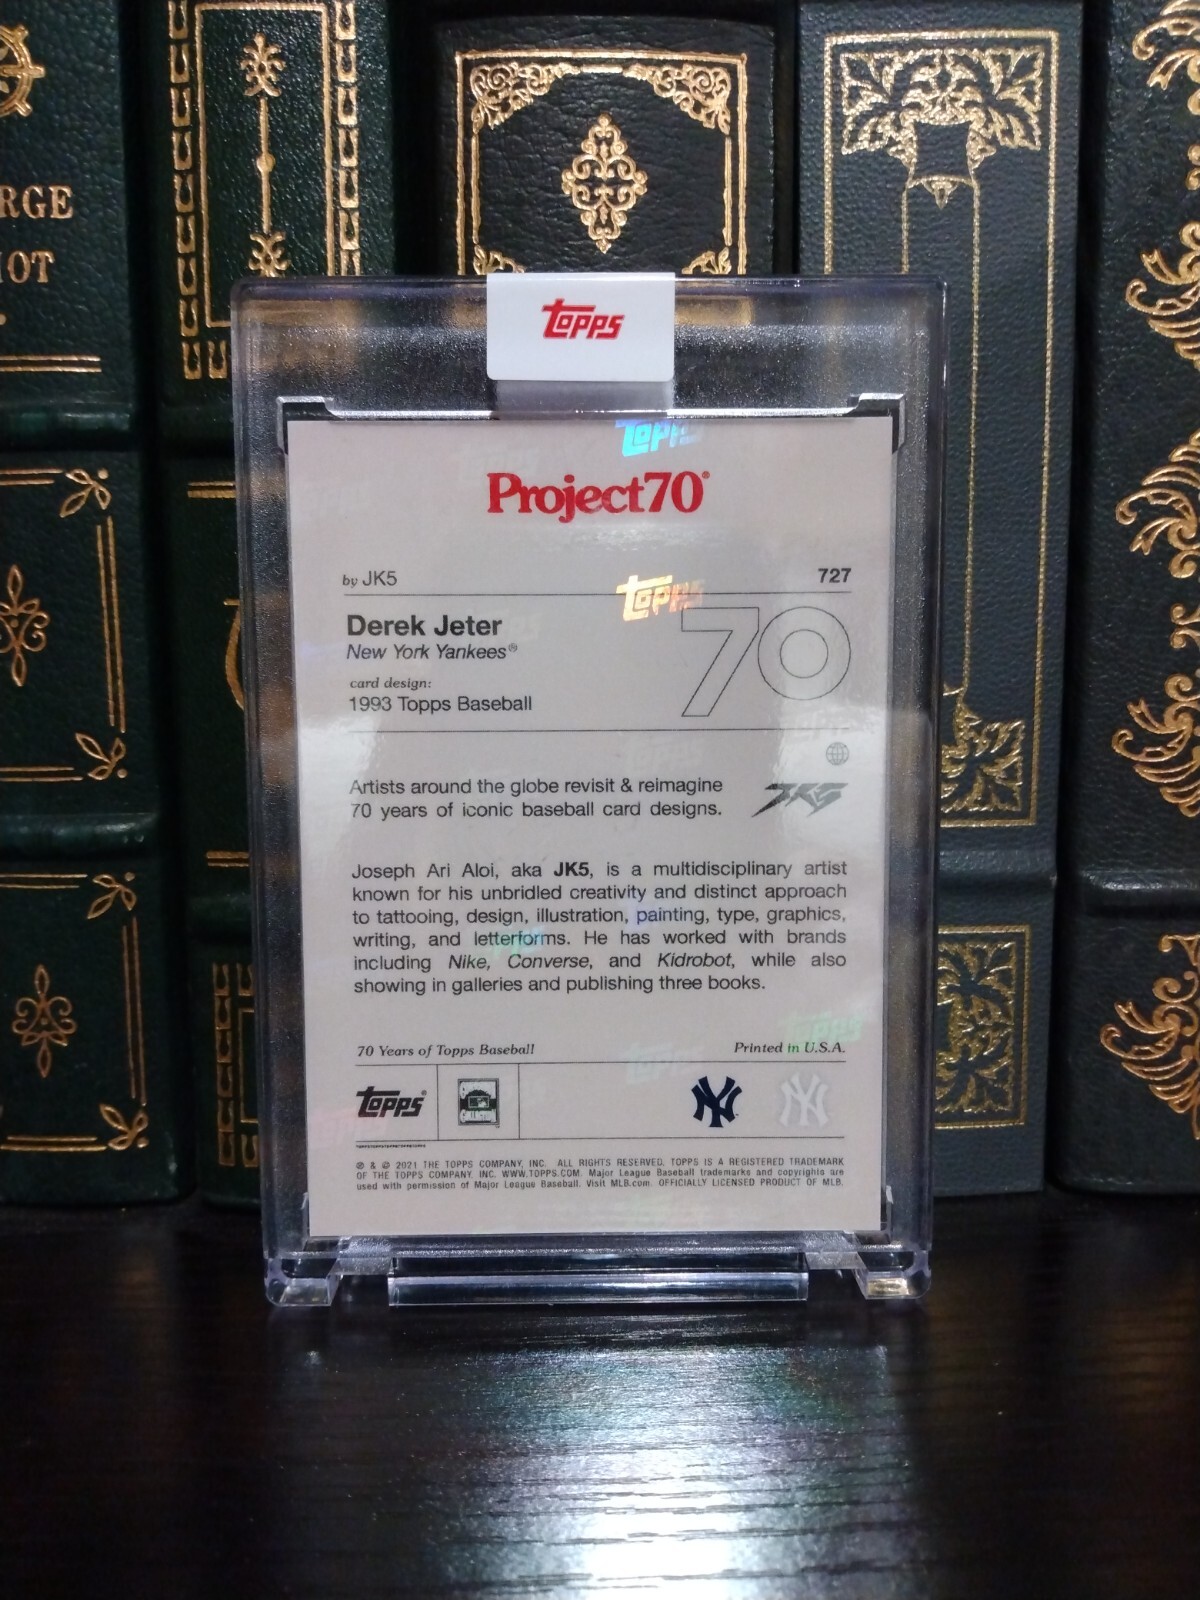 RGE
IOT
topps
topps
Project70®
by JK5
727
topps
Derek Jeter
New York Yankees®
70
card design:
1993 Topps Baseball
Artists around the globe revisit & reimagine
70 years of iconic baseball card designs.
JK5
Joseph Ari Aloi, aka JK5, is a multidisciplinary artist
known for his unbridled creativity and distinct approach
to tattooing, design, illustration, painting, type, graphics,
writing, and letterforms. He has worked with brands
including Nike, Converse, and Kidrobot, while also
showing in galleries and publishing three books.
70 Years of Topps Baseball
Printed in U.S.A.
topps®
NY
NY
℗ & © 2021 THE TOPPS COMPANY, INC. ALL RIGHTS RESERVED. TOPPS IS A REGISTERED TRADEMARK
OF THE TOPPS COMPANY, INC. WWW.TOPPS.COM. Major League Baseball trademarks and copyrights are
used with permission of Major League Baseball. Visit MLB.com. OFFICIALLY LICENSED PRODUCT OF MLB.